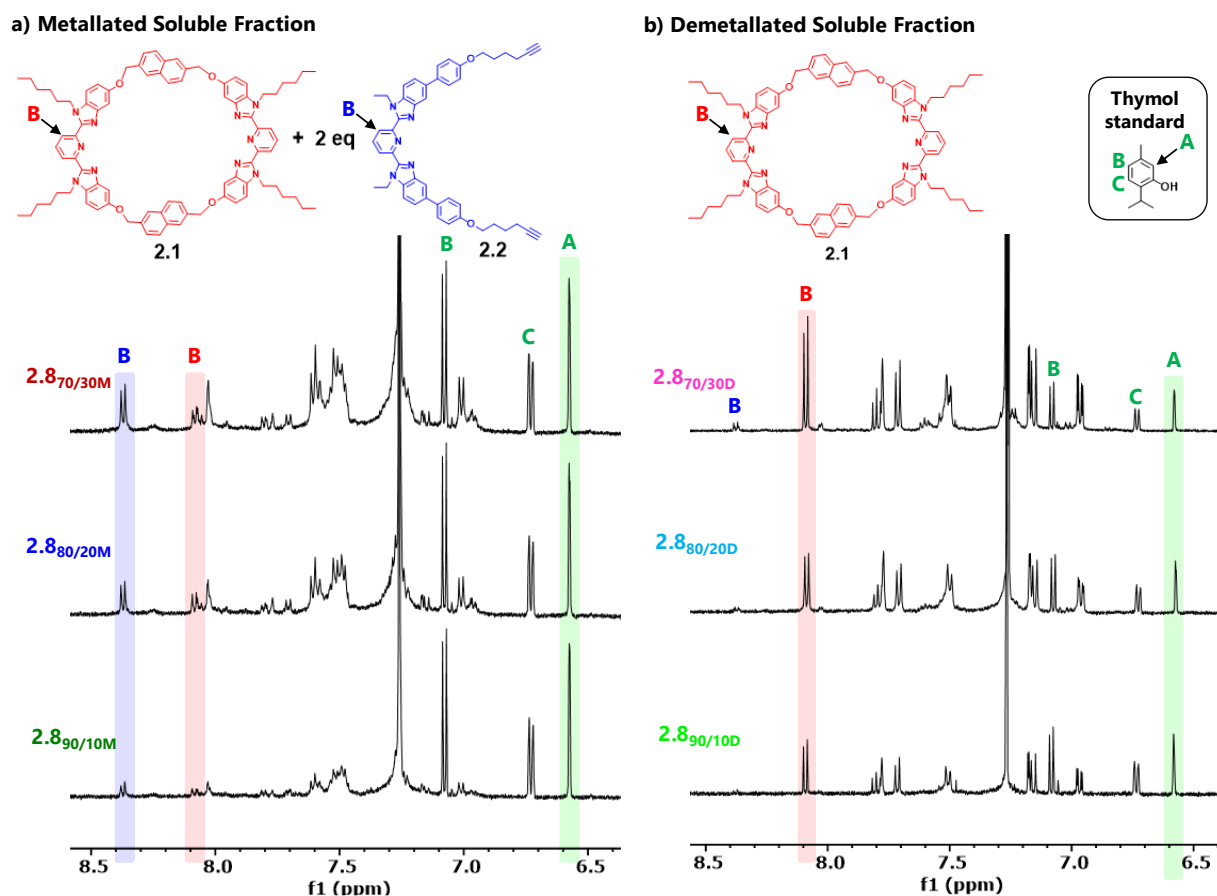 a) Metallated Soluble Fraction
b) Demetallated Soluble Fraction
O
O
N
N
N
N
B
N
N
N
N
N
N
O
O
2.1
+ 2 eq
O
N
N
B
N
N
N
O
2.2
O
O
N
N
N
N
B
N
N
N
N
N
N
O
O
2.1
Thymol
standard
A
B
C
OH
B
B
B
C
A
2.870/30M
2.880/20M
2.890/10M
8.5 8.0 7.5 7.0 6.5
f1 (ppm)
B
B
B
C
A
2.870/30D
2.880/20D
2.890/10D
8.5 8.0 7.5 7.0 6.5
f1 (ppm)